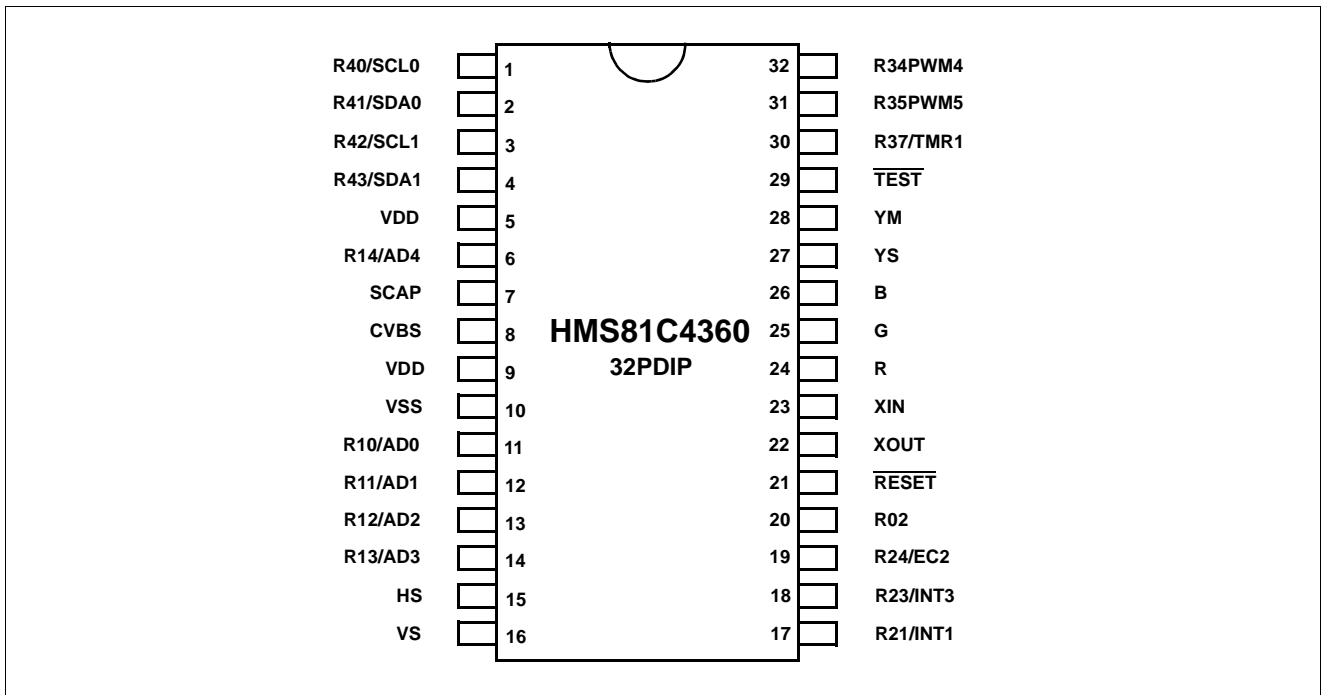 R40/SCL0 1 32 R34PWM4
R41/SDA0 2 31 R35PWM5
R42/SCL1 3 30 R37/TMR1
R43/SDA1 4 29 TEST
VDD 5 28 YM
R14/AD4 6 27 YS
SCAP 7 26 B
CVBS 8 HMS81C4360 25 G
VDD 9 32PDIP 24 R
VSS 10 23 XIN
R10/AD0 11 22 XOUT
R11/AD1 12 21 RESET
R12/AD2 13 20 R02
R13/AD3 14 19 R24/EC2
HS 15 18 R23/INT3
VS 16 17 R21/INT1